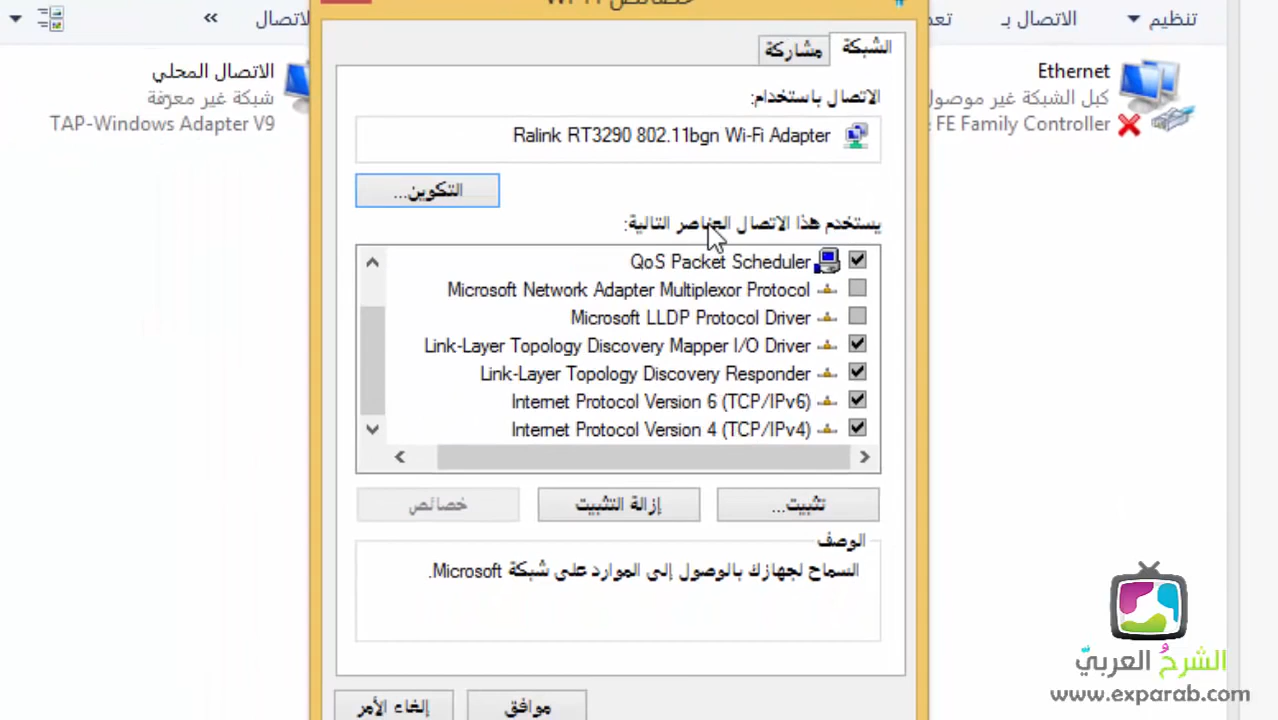 خصائص Wi-Fi
تنظيم
الاتصال بـ
الاتصال
»
Ethernet
كبل الشبكة غير موصول
FE Family Controller
الاتصال المحلي
شبكة غير معرّفة
TAP-Windows Adapter V9
الشبكة
مشاركة
الاتصال باستخدام:
Ralink RT3290 802.11bgn Wi-Fi Adapter
التكوين...
يستخدم هذا الاتصال العناصر التالية:
QoS Packet Scheduler
Microsoft Network Adapter Multiplexor Protocol
Microsoft LLDP Protocol Driver
Link-Layer Topology Discovery Mapper I/O Driver
Link-Layer Topology Discovery Responder
Internet Protocol Version 6 (TCP/IPv6)
Internet Protocol Version 4 (TCP/IPv4)
تثبيت...
إزالة التثبيت
خصائص
الوصف
السماح لجهازك بالوصول إلى الموارد على شبكة Microsoft.
موافق
إلغاء الأمر
الشرحُ العربيّ
www.exparab.com